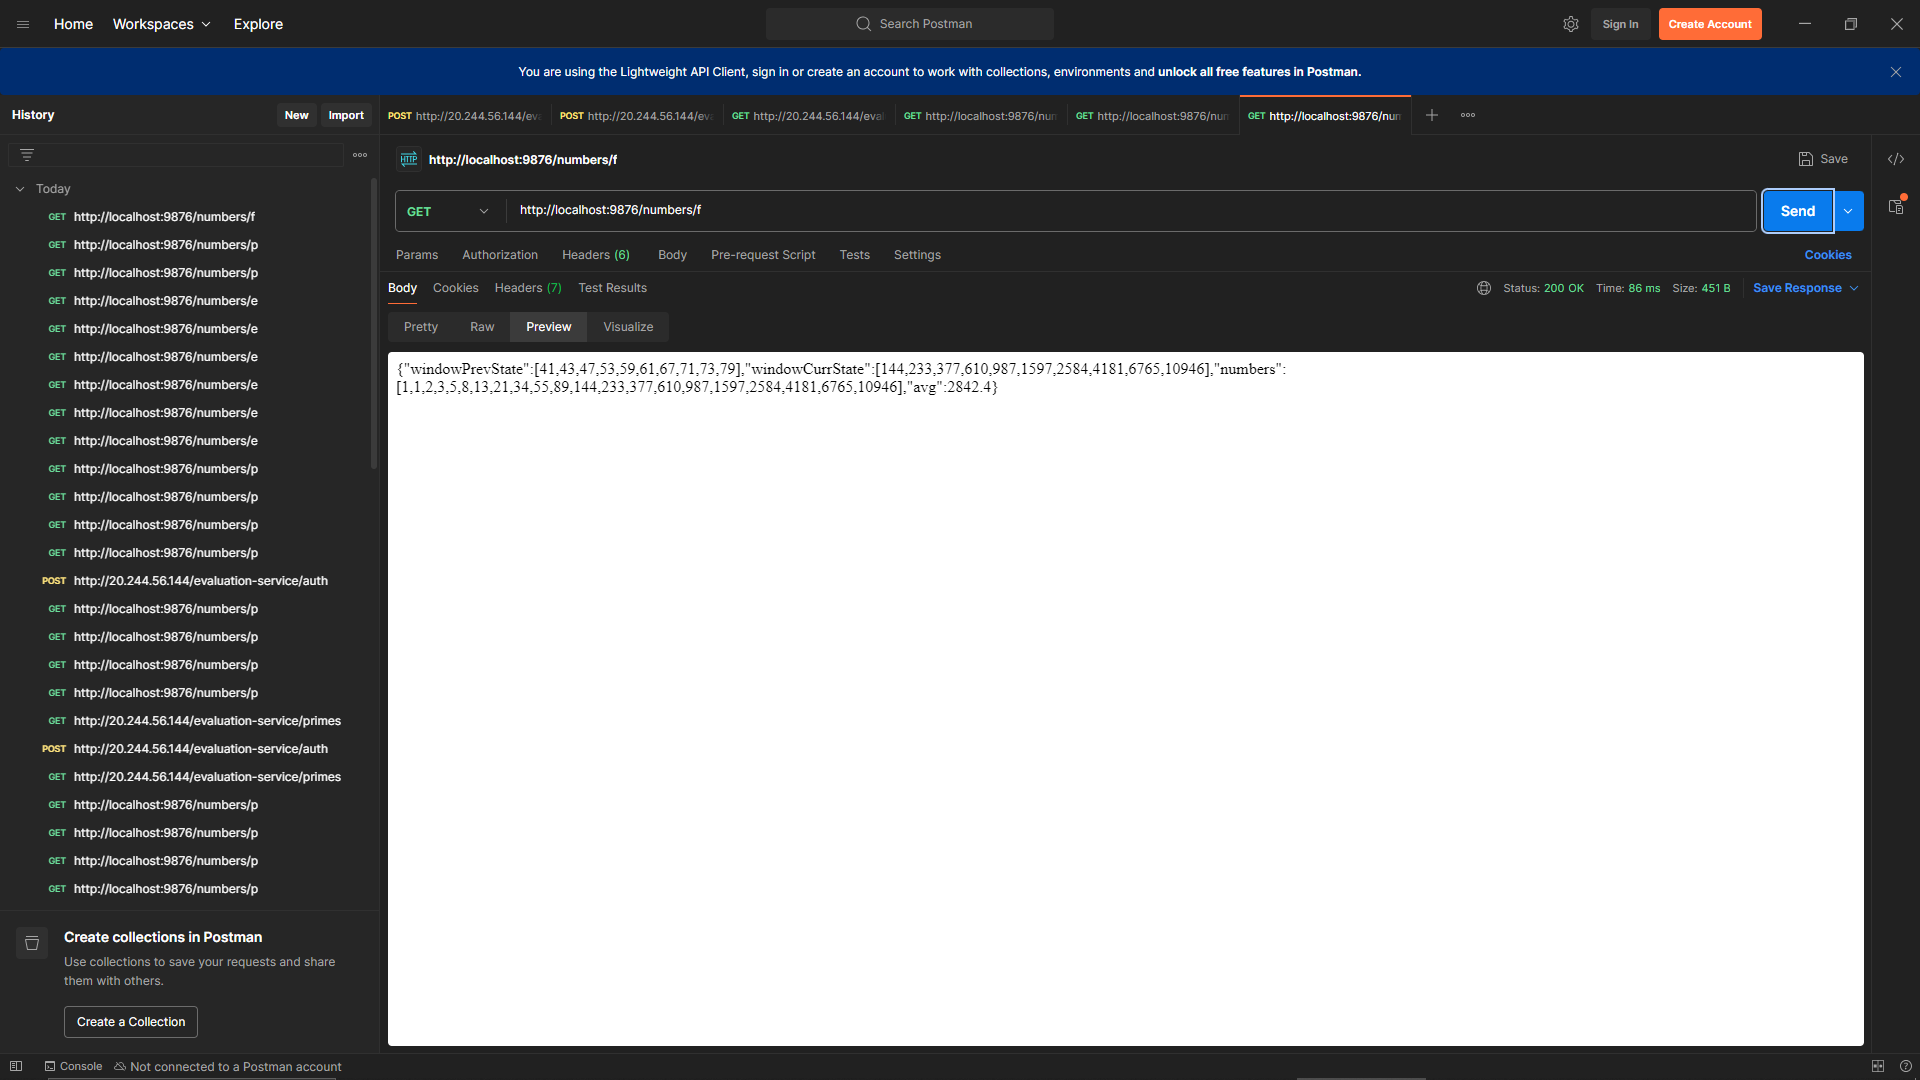 Home Workspaces Explore Search Postman Sign In Create Account
You are using the Lightweight API Client, sign in or create an account to work with collections, environments and unlock all free features in Postman.
History New Import
POST http://20.244.56.144/ev POST http://20.244.56.144/ev GET http://20.244.56.144/eval GET http://localhost:9876/nun GET http://localhost:9876/nun GET http://localhost:9876/nun
HTTP http://localhost:9876/numbers/f Save
GET http://localhost:9876/numbers/f Send
Params Authorization Headers (6) Body Pre-request Script Tests Settings Cookies
Body Cookies Headers (7) Test Results Status: 200 OK Time: 86 ms Size: 451 B Save Response
Pretty Raw Preview Visualize
{"windowPrevState":[41,43,47,53,59,61,67,71,73,79],"windowCurrState":[144,233,377,610,987,1597,2584,4181,6765,10946],"numbers":
[1,1,2,3,5,8,13,21,34,55,89,144,233,377,610,987,1597,2584,4181,6765,10946],"avg":2842.4}
Today
GET http://localhost:9876/numbers/f
GET http://localhost:9876/numbers/p
GET http://localhost:9876/numbers/p
GET http://localhost:9876/numbers/e
GET http://localhost:9876/numbers/e
GET http://localhost:9876/numbers/e
GET http://localhost:9876/numbers/e
GET http://localhost:9876/numbers/e
GET http://localhost:9876/numbers/e
GET http://localhost:9876/numbers/p
GET http://localhost:9876/numbers/p
GET http://localhost:9876/numbers/p
GET http://localhost:9876/numbers/p
POST http://20.244.56.144/evaluation-service/auth
GET http://localhost:9876/numbers/p
GET http://localhost:9876/numbers/p
GET http://localhost:9876/numbers/p
GET http://localhost:9876/numbers/p
GET http://20.244.56.144/evaluation-service/primes
POST http://20.244.56.144/evaluation-service/auth
GET http://20.244.56.144/evaluation-service/primes
GET http://localhost:9876/numbers/p
GET http://localhost:9876/numbers/p
GET http://localhost:9876/numbers/p
GET http://localhost:9876/numbers/p
Create collections in Postman
Use collections to save your requests and share
them with others.
Create a Collection
Console Not connected to a Postman account